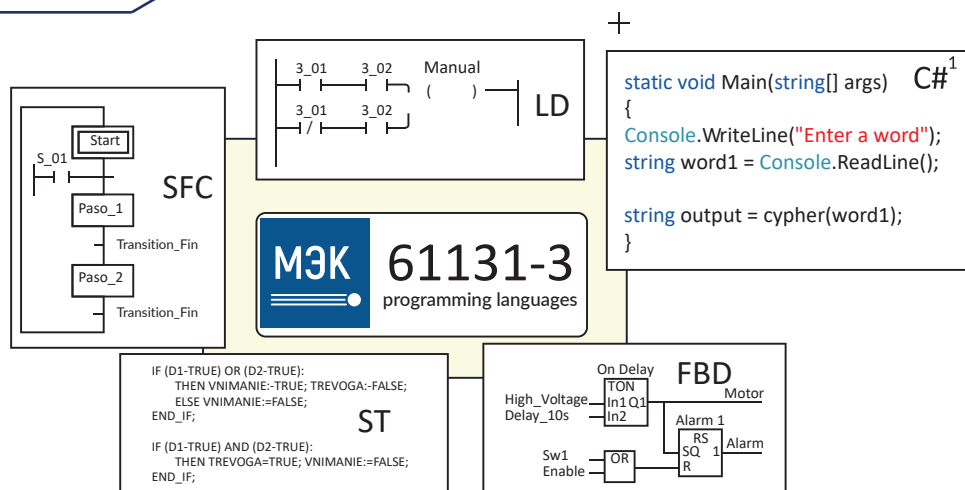 3_01 3_02 Manual
( )
3_01 3_02
LD
C#1
static void Main(string[] args)
{
Console.WriteLine("Enter a word");
string word1 = Console.ReadLine();
string output = cypher(word1);
}
Start
S_01
SFC
Paso_1
Transition_Fin
Paso_2
Transition_Fin
МЭК
61131-3
programming languages
IF (D1-TRUE) OR (D2-TRUE):
THEN VNIMANIE:-TRUE; TREVOGA:-FALSE;
ELSE VNIMANIE:=FALSE;
END_IF;
ST
IF (D1-TRUE) AND (D2-TRUE):
THEN TREVOGA=TRUE; VNIMANIE:=FALSE;
END_IF;
FBD
On Delay
TON
High_Voltage In1 Q1 Motor
Delay_10s In2
Alarm 1
RS
Sw1 OR SQ 1 Alarm
Enable R